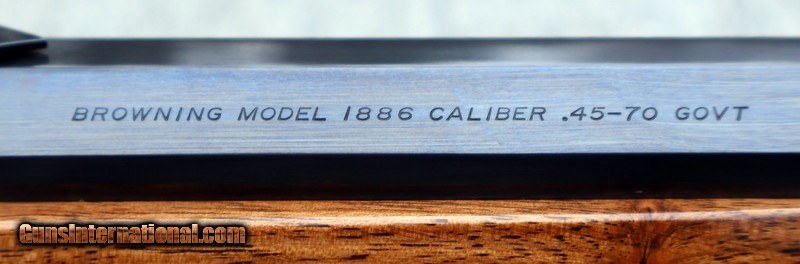 BROWNING MODEL 1886 CALIBER .45-70 GOVT
GunsInternational.com